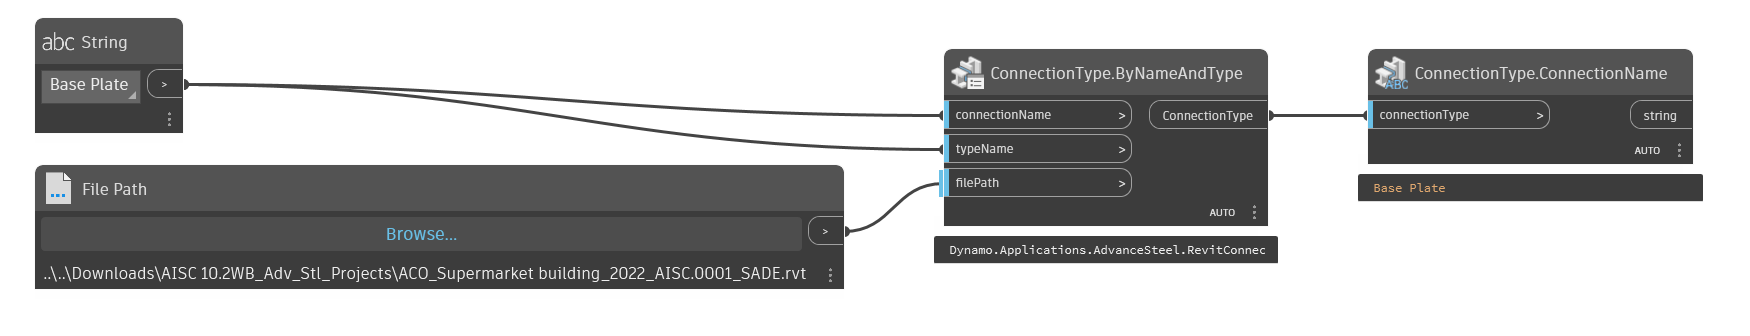 abc String
Base Plate >
File Path
Browse... >
..\..\Downloads\AISC 10.2WB_Adv_Stl_Projects\ACO_Supermarket building_2022_AISC.0001_SADE.rvt
ConnectionType.ByNameAndType
connectionName > ConnectionType
typeName >
filePath >
AUTO
Dynamo.Applications.AdvanceSteel.RevitConnec
ABC ConnectionType.ConnectionName
connectionType > string
AUTO
Base Plate